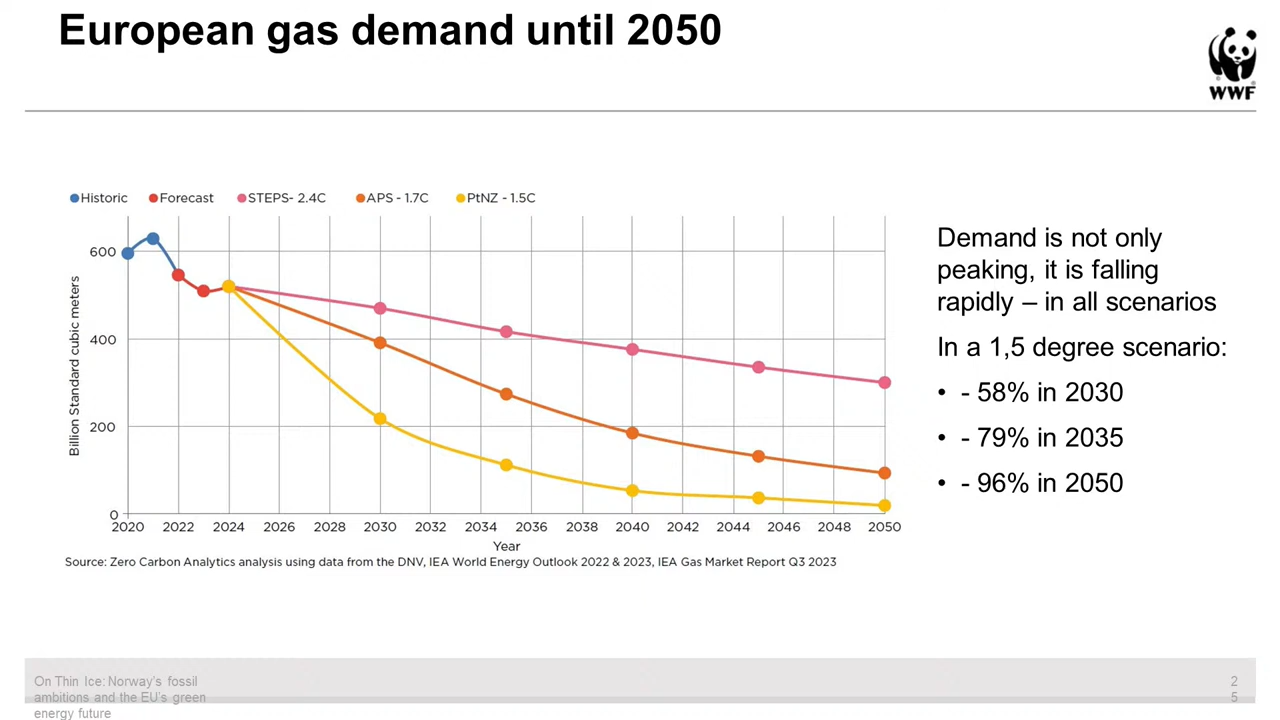 European gas demand until 2050
WWF
Historic Forecast STEPS- 2.4C APS - 1.7C PtNZ - 1.5C
Billion Standard cubic meters
600
400
200
0
2020 2022 2024 2026 2028 2030 2032 2034 2036 2038 2040 2042 2044 2046 2048 2050
Year
Source: Zero Carbon Analytics analysis using data from the DNV, IEA World Energy Outlook 2022 & 2023, IEA Gas Market Report Q3 2023
Demand is not only
peaking, it is falling
rapidly – in all scenarios
In a 1,5 degree scenario:
• - 58% in 2030
• - 79% in 2035
• - 96% in 2050
On Thin Ice: Norway's fossil
ambitions and the EU's green
energy future
2
5